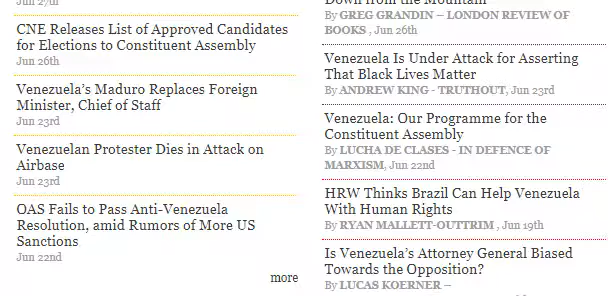 Jun 27th
CNE Releases List of Approved Candidates
for Elections to Constituent Assembly
Jun 26th
Venezuela's Maduro Replaces Foreign
Minister, Chief of Staff
Jun 23rd
Venezuelan Protester Dies in Attack on
Airbase
Jun 23rd
OAS Fails to Pass Anti-Venezuela
Resolution, amid Rumors of More US
Sanctions
Jun 22nd
more
Down from the Mountain
By GREG GRANDIN – LONDON REVIEW OF
BOOKS , Jun 26th
Venezuela Is Under Attack for Asserting
That Black Lives Matter
By ANDREW KING - TRUTHOUT, Jun 23rd
Venezuela: Our Programme for the
Constituent Assembly
By LUCHA DE CLASES - IN DEFENCE OF
MARXISM, Jun 22nd
HRW Thinks Brazil Can Help Venezuela
With Human Rights
By RYAN MALLETT-OUTTRIM , Jun 19th
Is Venezuela's Attorney General Biased
Towards the Opposition?
By LUCAS KOERNER –